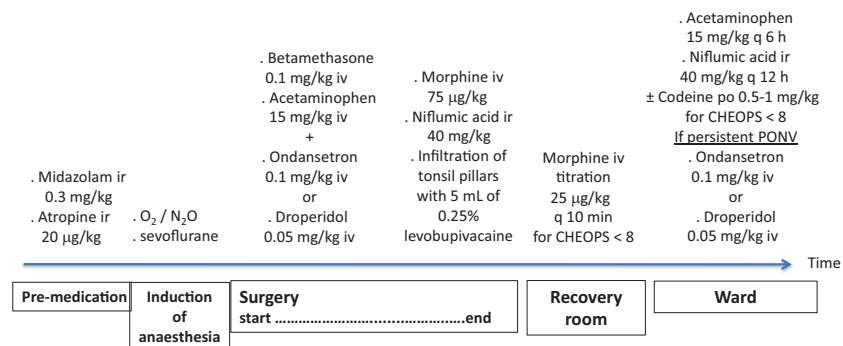 . Midazolam ir
0.3 mg/kg
. Atropine ir
20 µg/kg
. O₂ / N₂O
. sevoflurane
. Betamethasone
0.1 mg/kg iv
. Acetaminophen
15 mg/kg iv
+
. Ondansetron
0.1 mg/kg iv
or
. Droperidol
0.05 mg/kg iv
. Morphine iv
75 µg/kg
. Niflumic acid ir
40 mg/kg
. Infiltration of
tonsil pillars
with 5 mL of
0.25%
levobupivacaine
Morphine iv
titration
25 µg/kg
q 10 min
for CHEOPS < 8
. Acetaminophen
15 mg/kg q 6 h
. Niflumic acid ir
40 mg/kg q 12 h
± Codeine po 0.5-1 mg/kg
for CHEOPS < 8
If persistent PONV
. Ondansetron
0.1 mg/kg iv
or
. Droperidol
0.05 mg/kg iv
Time
Pre-medication
Induction
of
anaesthesia
Surgery
start ................................................end
Recovery
room
Ward